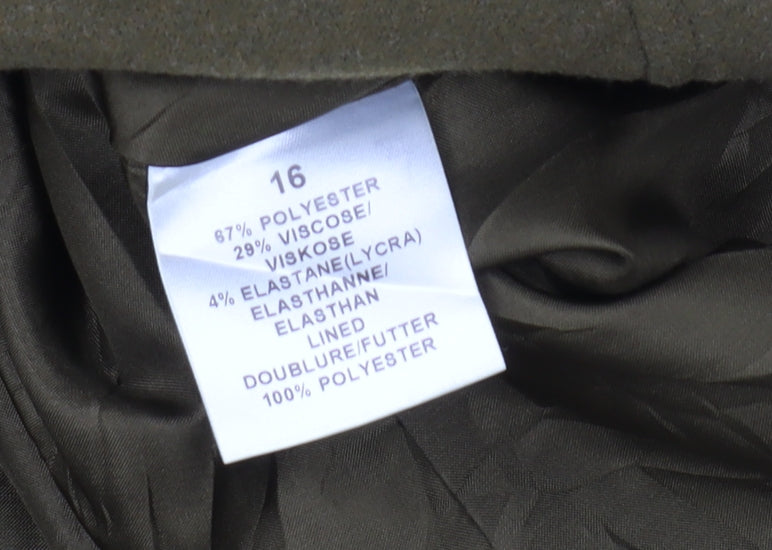 16
67% POLYESTER
29% VISCOSE/
VISKOSE
4% ELASTANE(LYCRA)
ELASTHANNE/
ELASTHAN
LINED
DOUBLURE/FUTTER
100% POLYESTER